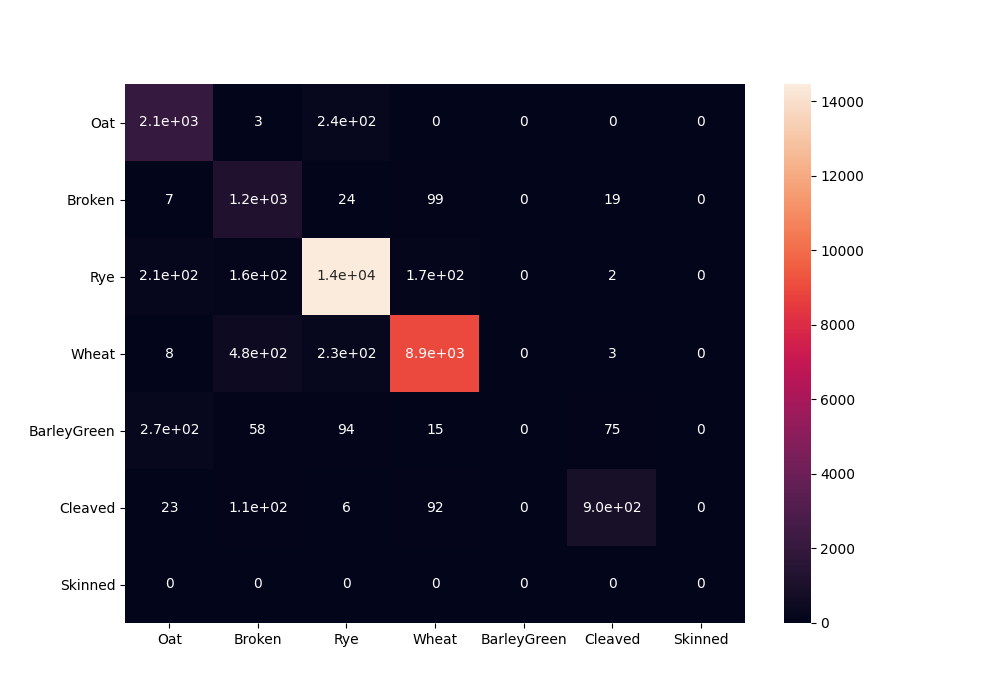 Oat 2.1e+03 3 2.4e+02 0 0 0 0
Broken 7 1.2e+03 24 99 0 19 0
Rye 2.1e+02 1.6e+02 1.4e+04 1.7e+02 0 2 0
Wheat 8 4.8e+02 2.3e+02 8.9e+03 0 3 0
BarleyGreen 2.7e+02 58 94 15 0 75 0
Cleaved 23 1.1e+02 6 92 0 9.0e+02 0
Skinned 0 0 0 0 0 0 0
Oat Broken Rye Wheat BarleyGreen Cleaved Skinned
14000
12000
10000
8000
6000
4000
2000
0